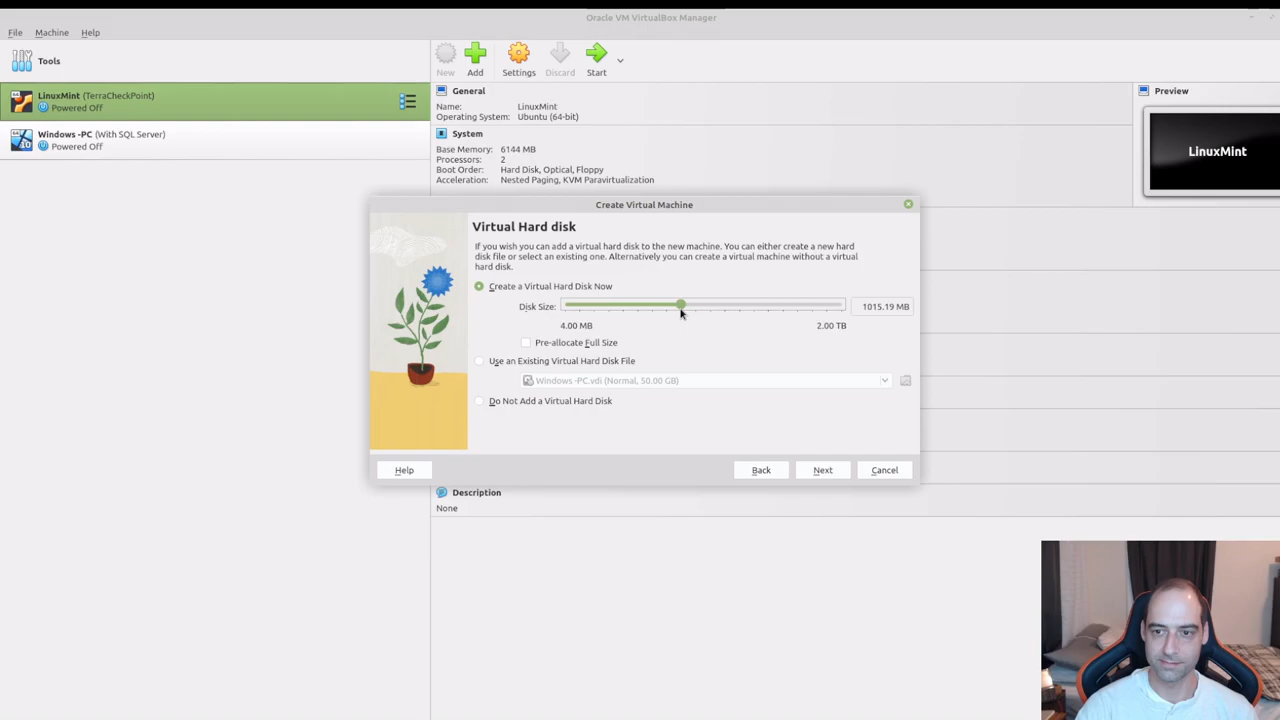 Oracle VM VirtualBox Manager
File Machine Help
Tools
New Add Settings Discard Start
LinuxMint (TerraCheckPoint)
Powered Off
Windows -PC (With SQL Server)
Powered Off
General
Name: LinuxMint
Operating System: Ubuntu (64-bit)
System
Base Memory: 6144 MB
Processors: 2
Boot Order: Hard Disk, Optical, Floppy
Acceleration: Nested Paging, KVM Paravirtualization
Preview
LinuxMint
Create Virtual Machine
Virtual Hard disk
If you wish you can add a virtual hard disk to the new machine. You can either create a new hard
disk file or select an existing one. Alternatively you can create a virtual machine without a virtual
hard disk.
Create a Virtual Hard Disk Now
Disk Size: 1015.19 MB
4.00 MB 2.00 TB
Pre-allocate Full Size
Use an Existing Virtual Hard Disk File
Windows -PC.vdi (Normal, 50.00 GB)
Do Not Add a Virtual Hard Disk
Help Back Next Cancel
Description
None